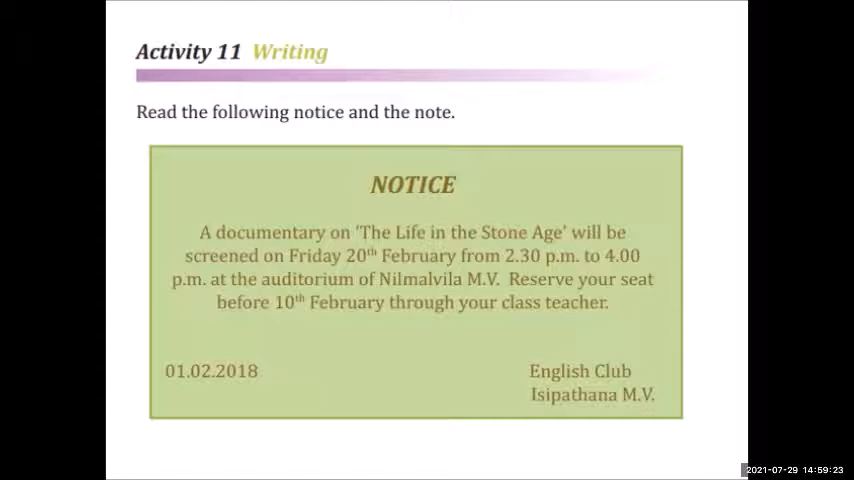 Activity 11 Writing
Read the following notice and the note.
NOTICE
A documentary on 'The Life in the Stone Age' will be
screened on Friday 20th February from 2.30 p.m. to 4.00
p.m. at the auditorium of Nilmalvila M.V. Reserve your seat
before 10th February through your class teacher.
01.02.2018 English Club
Isipathana M.V.
2021-07-29 14:59:23